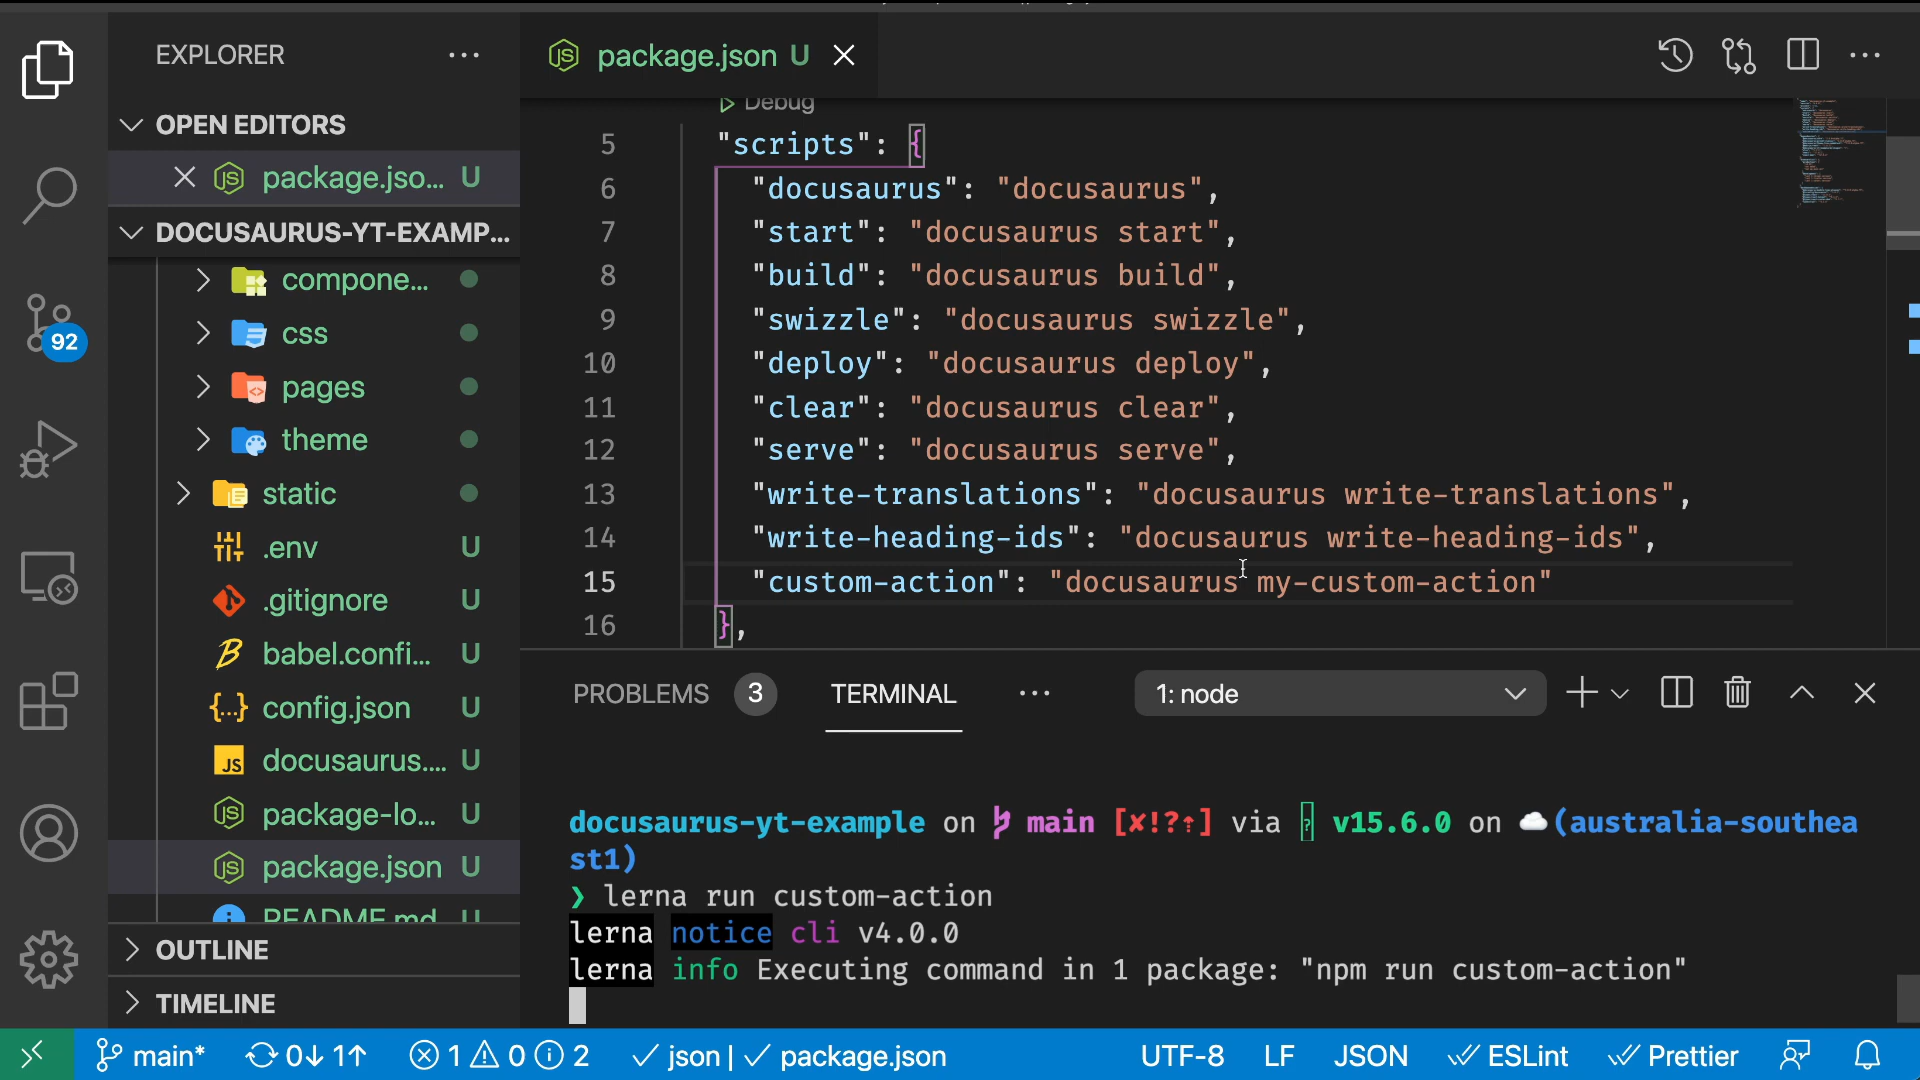 EXPLORER
OPEN EDITORS
package.jso... U
DOCUSAURUS-YT-EXAMP...
compone...
css
pages
theme
static
.env U
.gitignore U
babel.confi... U
config.json U
docusaurus.... U
package-lo... U
package.json U
README.md U
OUTLINE
TIMELINE
92
package.json U
Debug
5 "scripts": {
6 "docusaurus": "docusaurus",
7 "start": "docusaurus start",
8 "build": "docusaurus build",
9 "swizzle": "docusaurus swizzle",
10 "deploy": "docusaurus deploy",
11 "clear": "docusaurus clear",
12 "serve": "docusaurus serve",
13 "write-translations": "docusaurus write-translations",
14 "write-heading-ids": "docusaurus write-heading-ids",
15 "custom-action": "docusaurus my-custom-action"
16 },
PROBLEMS 3 TERMINAL ··· 1: node
docusaurus-yt-example on main [✘!?⇡] via v15.6.0 on ☁️(australia-southea
st1)
❯ lerna run custom-action
lerna notice cli v4.0.0
lerna info Executing command in 1 package: "npm run custom-action"
main* 0↓ 1↑ 1 0 2 json | package.json UTF-8 LF JSON ESLint Prettier